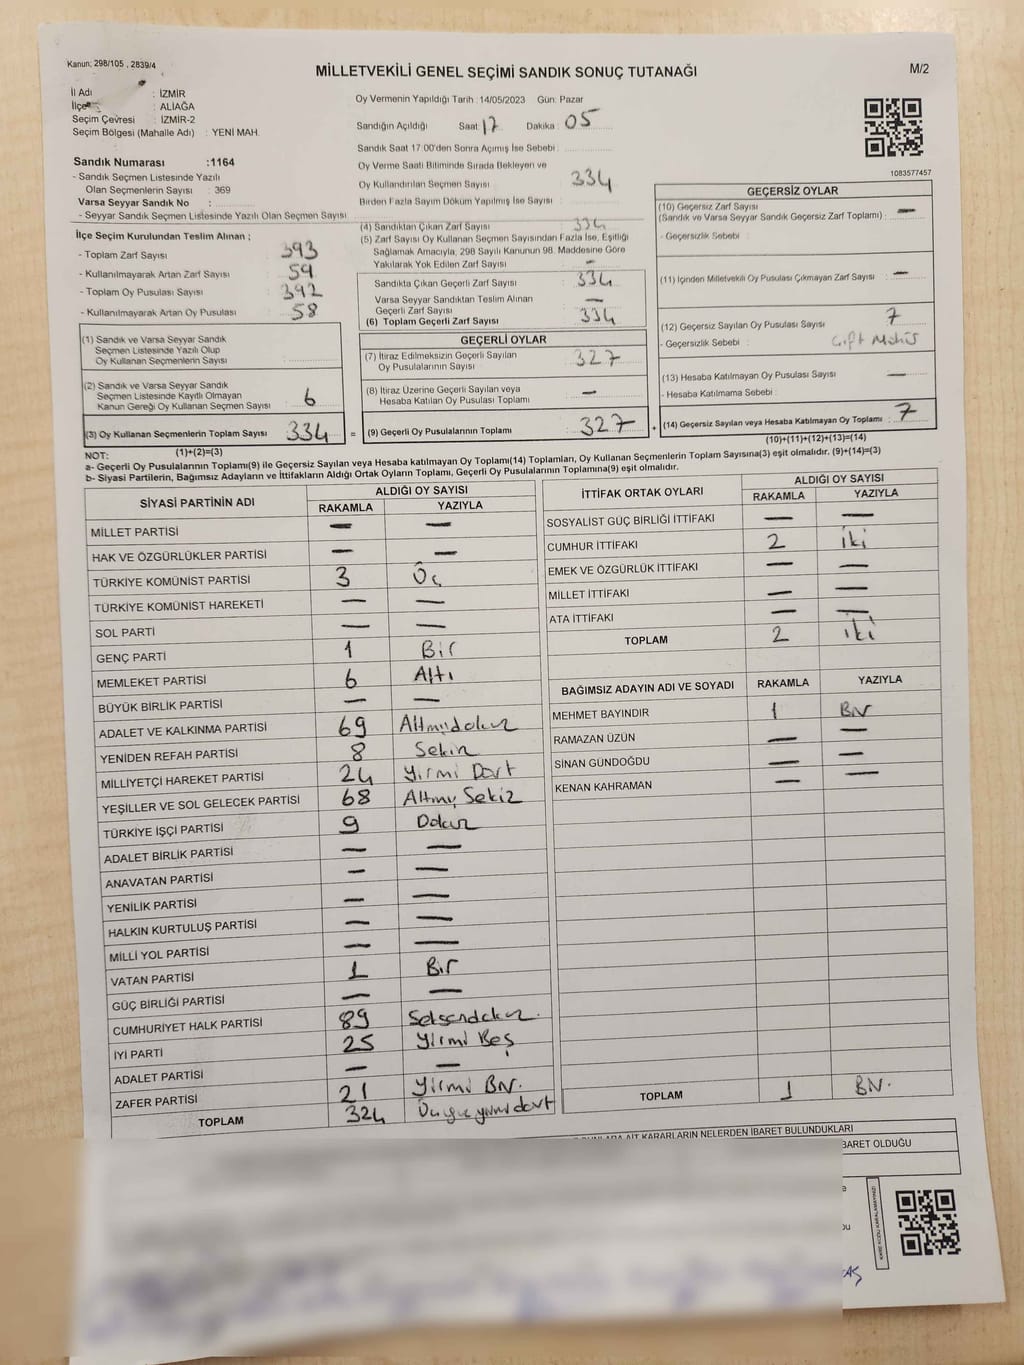 Kanun: 298/105 , 2839/4
MİLLETVEKİLİ GENEL SEÇİMİ SANDIK SONUÇ TUTANAĞI
M/2
İl Adı : İZMİR
İlçe : ALİAĞA
Seçim Çevresi : İZMİR-2
Seçim Bölgesi (Mahalle Adı) : YENİ MAH.
Sandık Numarası :1164
- Sandık Seçmen Listesinde Yazılı
Olan Seçmenlerin Sayısı : 369
Varsa Seyyar Sandık No :
- Seyyar Sandık Seçmen Listesinde Yazılı Olan Seçmen Sayısı
Oy Vermenin Yapıldığı Tarih :14/05/2023 Gün: Pazar
Sandığın Açıldığı Saat: 17 Dakika : 05
Sandık Saat 17:00'den Sonra Açımış İse Sebebi :
Oy Verme Saati Bitiminde Sırada Bekleyen ve
Oy Kullandırılan Seçmen Sayısı : 334
Birden Fazla Sayım Döküm Yapılmış İse Sayısı :
1083577457
İlçe Seçim Kurulundan Teslim Alınan ;
- Toplam Zarf Sayısı : 393
- Kullanılmayarak Artan Zarf Sayısı : 59
- Toplam Oy Pusulası Sayısı : 392
- Kullanılmayarak Artan Oy Pusulası : 58
(1) Sandık ve Varsa Seyyar Sandık
Seçmen Listesinde Yazılı Olup
Oy Kullanan Seçmenlerin Sayısı :
(2) Sandık ve Varsa Seyyar Sandık
Seçmen Listesinde Kayıtlı Olmayan
Kanun Gereği Oy Kullanan Seçmen Sayısı : 6
(3) Oy Kullanan Seçmenlerin Toplam Sayısı : 334
(1)+(2)=(3)
(4) Sandıktan Çıkan Zarf Sayısı : 334
(5) Zarf Sayısı Oy Kullanan Seçmen Sayısından Fazla İse, Eşitliği
Sağlamak Amacıyla, 298 Sayılı Kanunun 98. Maddesine Göre
Yakılarak Yok Edilen Zarf Sayısı : -
Sandıkta Çıkan Geçerli Zarf Sayısı : 334
Varsa Seyyar Sandıktan Teslim Alınan
Geçerli Zarf Sayısı : -
(6) Toplam Geçerli Zarf Sayısı : 334
GEÇERLİ OYLAR
(7) İtiraz Edilmeksizin Geçerli Sayılan
Oy Pusulalarının Sayısı : 327
(8) İtiraz Üzerine Geçerli Sayılan veya
Hesaba Katılan Oy Pusulası Toplamı : -
= (9) Geçerli Oy Pusulalarının Toplamı : 327 +
GEÇERSİZ OYLAR
(10) Geçersiz Zarf Sayısı
(Sandık ve Varsa Seyyar Sandık Geçersiz Zarf Toplamı) : -
- Geçersizlik Sebebi :
(11) İçinden Milletvekili Oy Pusulası Çıkmayan Zarf Sayısı : -
(12) Geçersiz Sayılan Oy Pusulası Sayısı : 7
- Geçersizlik Sebebi : Çift Mühür
(13) Hesaba Katılmayan Oy Pusulası Sayısı : -
- Hesaba Katılmama Sebebi :
(14) Geçersiz Sayılan veya Hesaba Katılmayan Oy Toplamı : 7
(10)+(11)+(12)+(13)=(14)
NOT:
a- Geçerli Oy Pusulalarının Toplamı(9) ile Geçersiz Sayılan veya Hesaba katılmayan Oy Toplamı(14) Toplamları, Oy Kullanan Seçmenlerin Toplam Sayısına(3) eşit olmalıdır. (9)+(14)=(3)
b- Siyasi Partilerin, Bağımsız Adayların ve İttifakların Aldığı Ortak Oyların Toplamı, Geçerli Oy Pusulalarının Toplamına(9) eşit olmalıdır.
SİYASİ PARTİNİN ADI ALDIĞI OY SAYISI
RAKAMLA YAZIYLA
MİLLET PARTİSİ - -
HAK VE ÖZGÜRLÜKLER PARTİSİ - -
TÜRKİYE KOMÜNİST PARTİSİ 3 Üç
TÜRKİYE KOMÜNİST HAREKETİ - -
SOL PARTİ - -
GENÇ PARTİ 1 Bir
MEMLEKET PARTİSİ 6 Altı
BÜYÜK BİRLİK PARTİSİ - -
ADALET VE KALKINMA PARTİSİ 69 Altmışdokuz
YENİDEN REFAH PARTİSİ 8 Sekiz
MİLLİYETÇİ HAREKET PARTİSİ 24 Yirmi Dört
YEŞİLLER VE SOL GELECEK PARTİSİ 68 Altmış Sekiz
TÜRKİYE İŞÇİ PARTİSİ 9 Dokuz
ADALET BİRLİK PARTİSİ - -
ANAVATAN PARTİSİ - -
YENİLİK PARTİSİ - -
HALKIN KURTULUŞ PARTİSİ - -
MİLLİ YOL PARTİSİ - -
VATAN PARTİSİ 1 Bir
GÜÇ BİRLİĞİ PARTİSİ - -
CUMHURİYET HALK PARTİSİ 89 Seksendokuz
İYİ PARTİ 25 Yirmi Beş
ADALET PARTİSİ - -
ZAFER PARTİSİ 21 Yirmi Bir.
TOPLAM 324 Üçyüzyirmidört
İTTİFAK ORTAK OYLARI ALDIĞI OY SAYISI
RAKAMLA YAZIYLA
SOSYALİST GÜÇ BİRLİĞİ İTTİFAKI - -
CUMHUR İTTİFAKI 2 iki
EMEK VE ÖZGÜRLÜK İTTİFAKI - -
MİLLET İTTİFAKI - -
ATA İTTİFAKI - -
TOPLAM 2 iki
BAĞIMSIZ ADAYIN ADI VE SOYADI RAKAMLA YAZIYLA
MEHMET BAYINDIR 1 Bir
RAMAZAN ÜZÜN - -
SİNAN GÜNDOĞDU - -
KENAN KAHRAMAN - -
TOPLAM 1 Bir.
AİT KARARLARIN NELERDEN İBARET BULUNDUKLARI
BARET OLDUĞU
KARE KODU KARALAMAYINIZ!